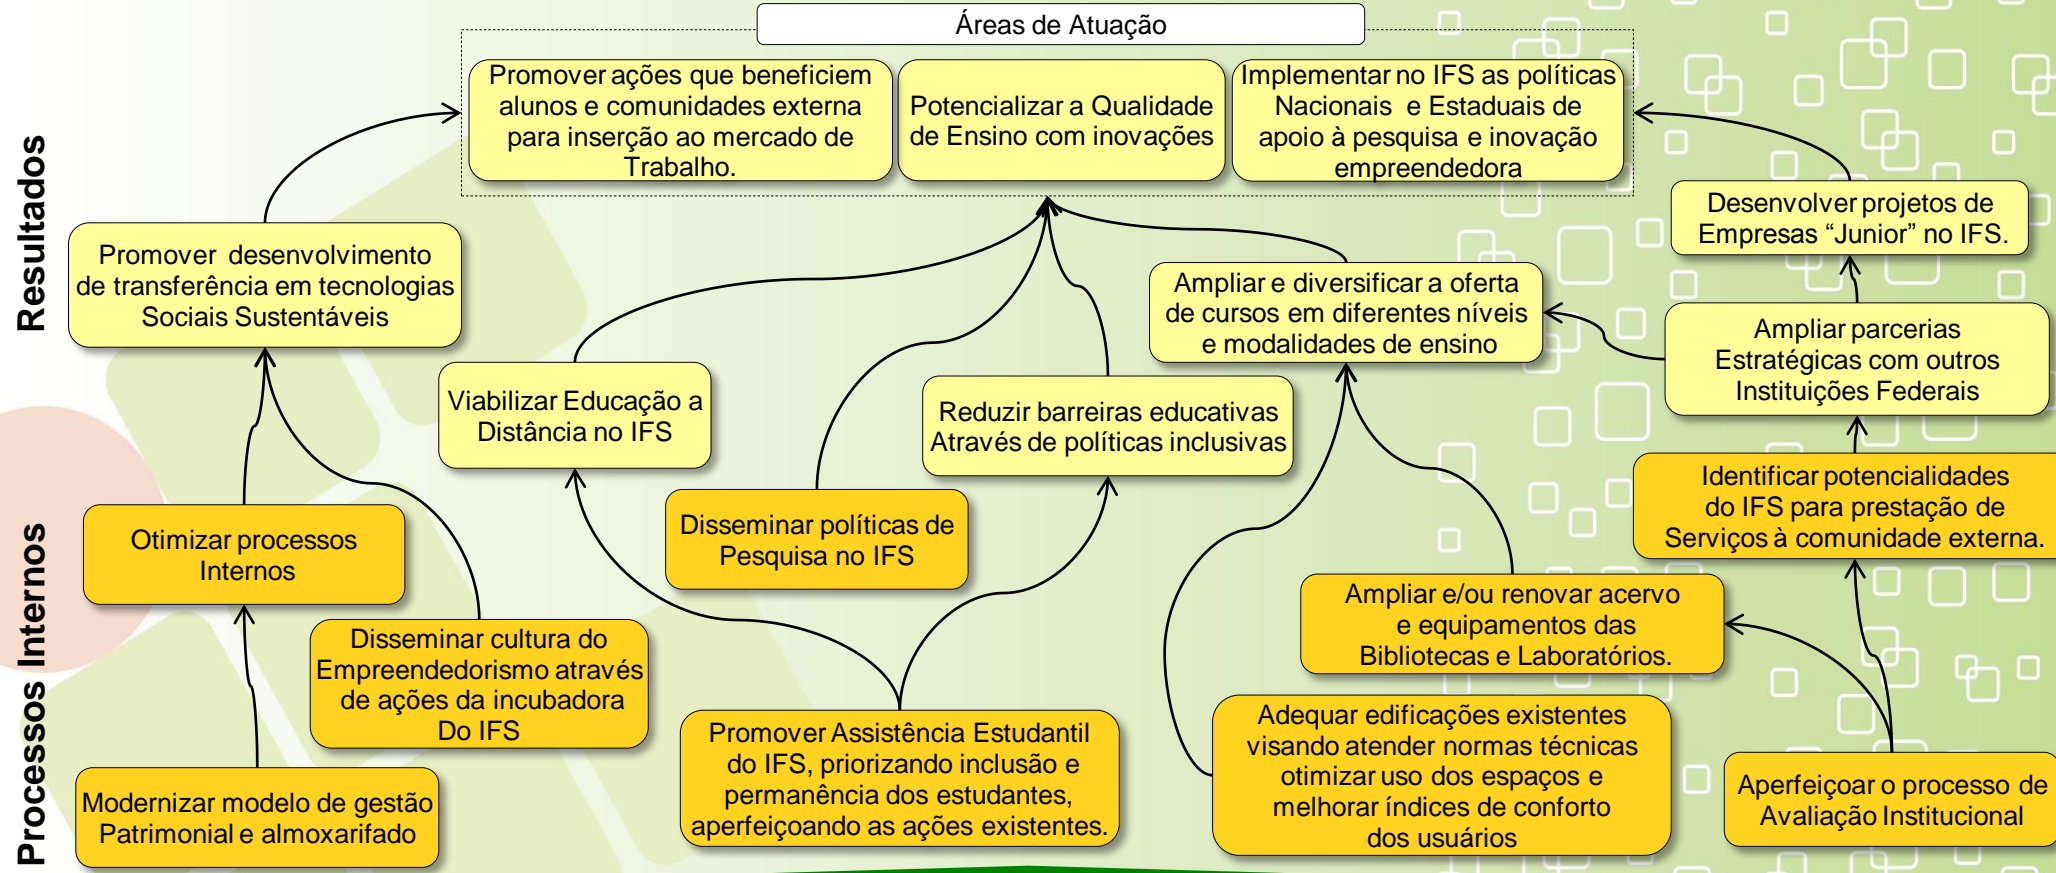 Áreas de Atuação
Promover ações que beneficiem
alunos e comunidades externa
para inserção ao mercado de
Trabalho.
Potencializar a Qualidade
de Ensino com inovações
Implementar no IFS as políticas
Nacionais e Estaduais de
apoio à pesquisa e inovação
empreendedora
Resultados
Promover desenvolvimento
de transferência em tecnologias
Sociais Sustentáveis
Desenvolver projetos de
Empresas “Junior” no IFS.
Ampliar e diversificar a oferta
de cursos em diferentes níveis
e modalidades de ensino
Ampliar parcerias
Estratégicas com outros
Instituições Federais
Viabilizar Educação a
Distância no IFS
Reduzir barreiras educativas
Através de políticas inclusivas
Processos Internos
Otimizar processos
Internos
Disseminar políticas de
Pesquisa no IFS
Identificar potencialidades
do IFS para prestação de
Serviços à comunidade externa.
Disseminar cultura do
Empreendedorismo através
de ações da incubadora
Do IFS
Ampliar e/ou renovar acervo
e equipamentos das
Bibliotecas e Laboratórios.
Modernizar modelo de gestão
Patrimonial e almoxarifado
Promover Assistência Estudantil
do IFS, priorizando inclusão e
permanência dos estudantes,
aperfeiçoando as ações existentes.
Adequar edificações existentes
visando atender normas técnicas
otimizar uso dos espaços e
melhorar índices de conforto
dos usuários
Aperfeiçoar o processo de
Avaliação Institucional